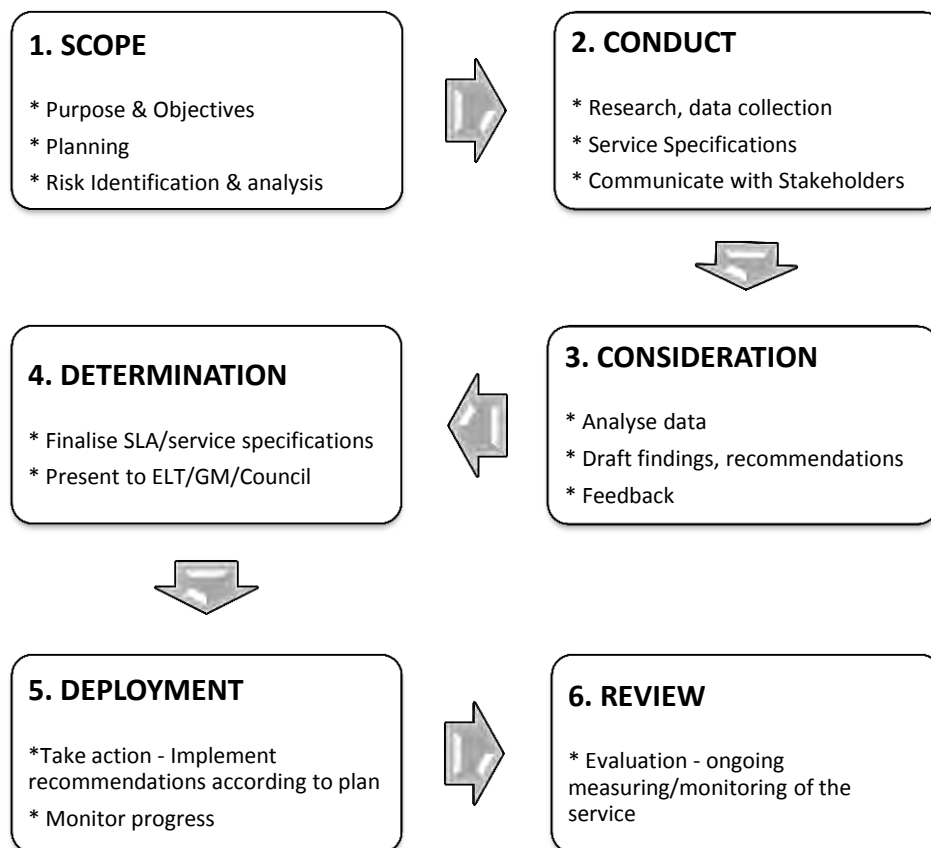 1. SCOPE
* Purpose & Objectives
* Planning
* Risk Identification & analysis
2. CONDUCT
* Research, data collection
* Service Specifications
* Communicate with Stakeholders
3. CONSIDERATION
* Analyse data
* Draft findings, recommendations
* Feedback
4. DETERMINATION
* Finalise SLA/service specifications
* Present to ELT/GM/Council
5. DEPLOYMENT
*Take action - Implement
recommendations according to plan
* Monitor progress
6. REVIEW
* Evaluation - ongoing
measuring/monitoring of the
service